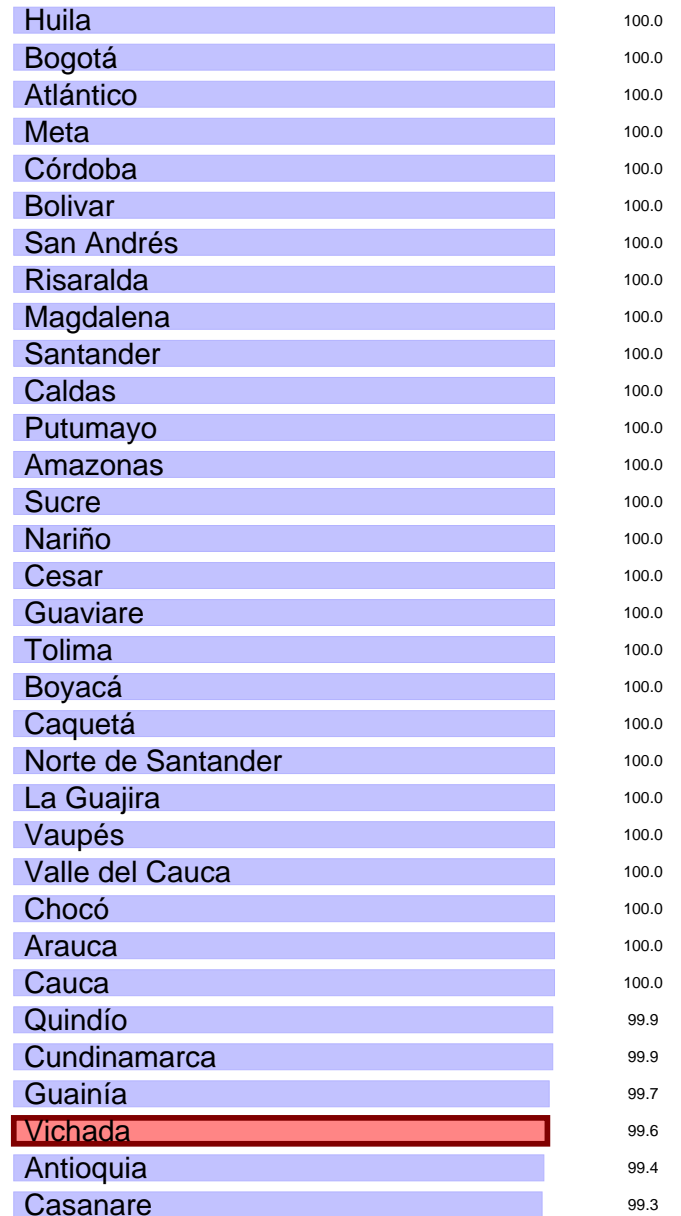 Huila 100.0
Bogotá 100.0
Atlántico 100.0
Meta 100.0
Córdoba 100.0
Bolivar 100.0
San Andrés 100.0
Risaralda 100.0
Magdalena 100.0
Santander 100.0
Caldas 100.0
Putumayo 100.0
Amazonas 100.0
Sucre 100.0
Nariño 100.0
Cesar 100.0
Guaviare 100.0
Tolima 100.0
Boyacá 100.0
Caquetá 100.0
Norte de Santander 100.0
La Guajira 100.0
Vaupés 100.0
Valle del Cauca 100.0
Chocó 100.0
Arauca 100.0
Cauca 100.0
Quindío 99.9
Cundinamarca 99.9
Guainía 99.7
Vichada 99.6
Antioquia 99.4
Casanare 99.3